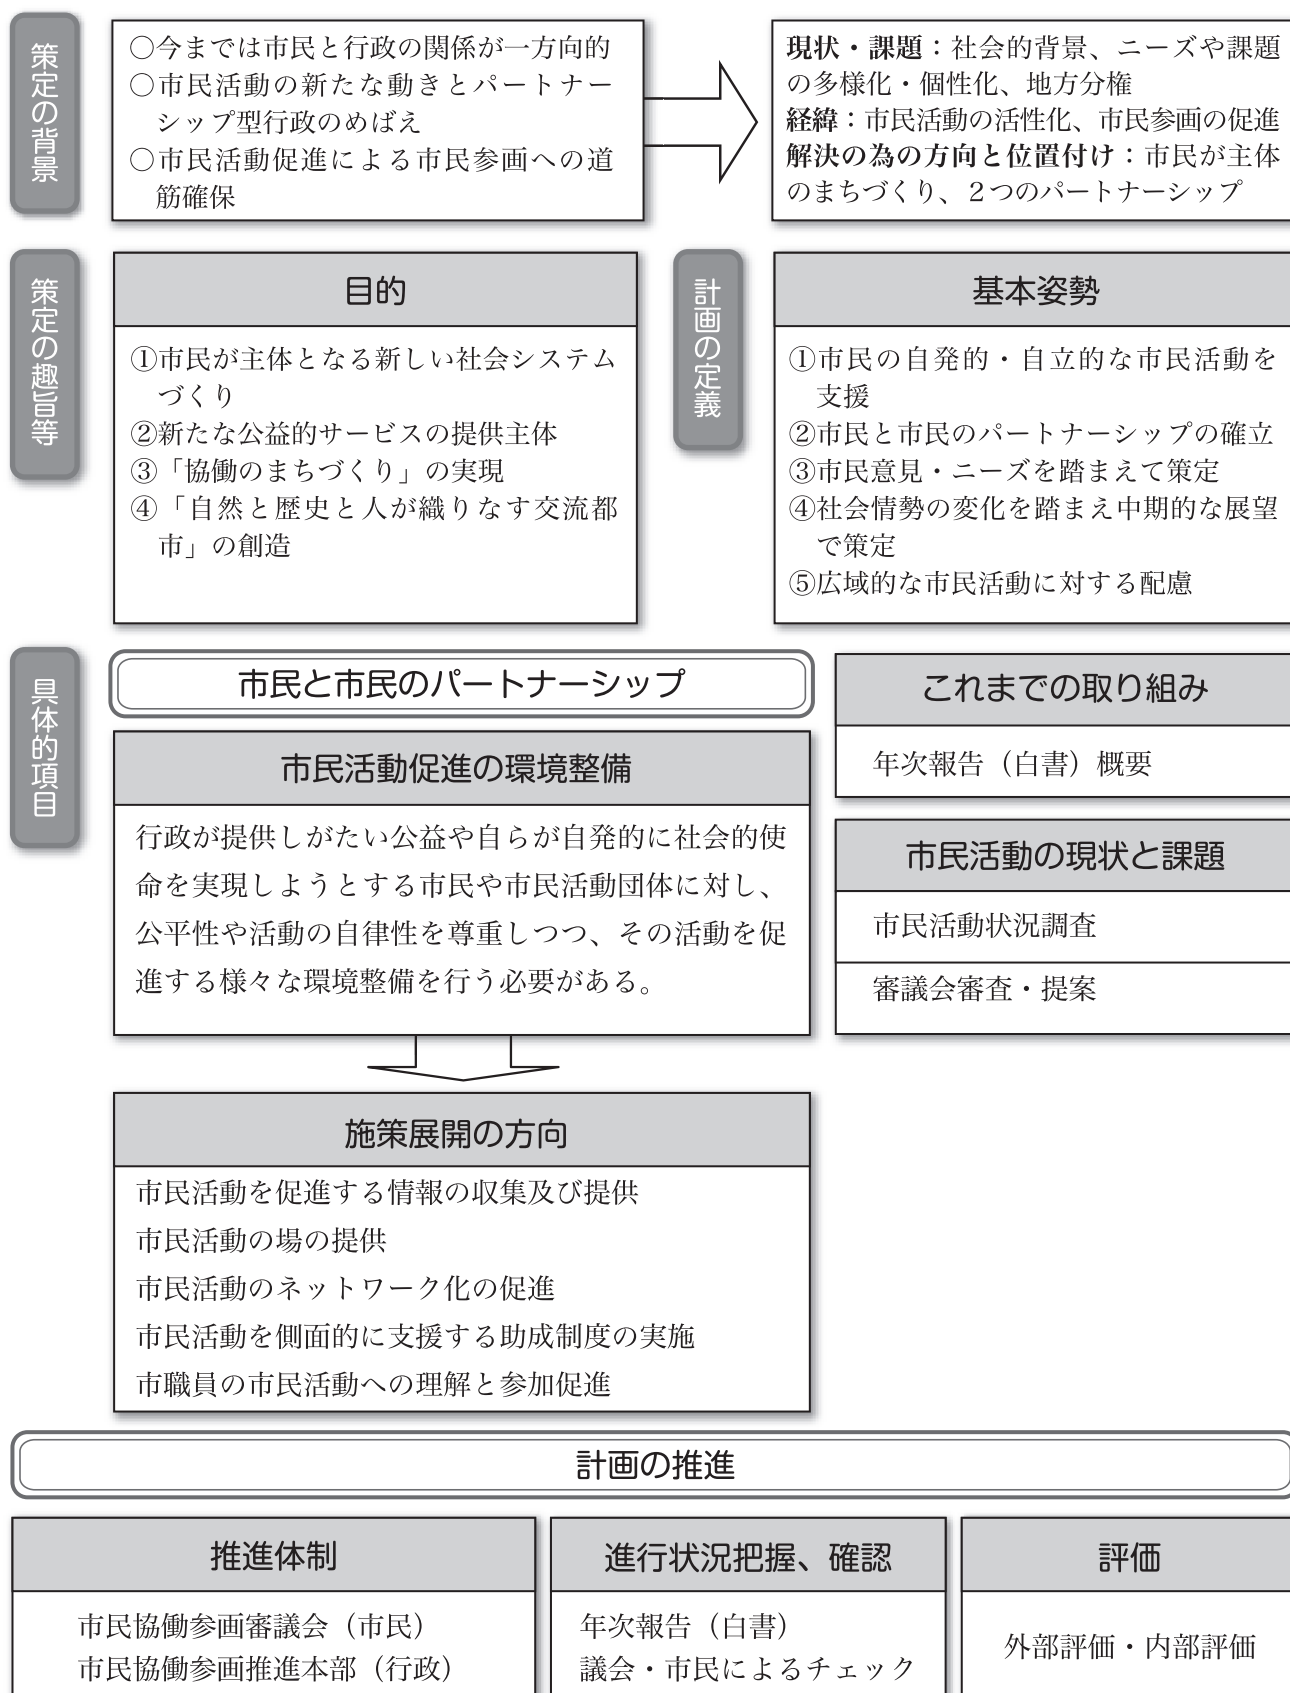 策定の背景
○今までは市民と行政の関係が一方向的
○市民活動の新たな動きとパートナー
シップ型行政のめばえ
○市民活動促進による市民参画への道
筋確保
現状・課題：社会的背景、ニーズや課題
の多様化・個性化、地方分権
経緯：市民活動の活性化、市民参画の促進
解決の為の方向と位置付け：市民が主体
のまちづくり、２つのパートナーシップ
策定の趣旨等
目的
①市民が主体となる新しい社会システム
づくり
②新たな公益的サービスの提供主体
③「協働のまちづくり」の実現
④「自然と歴史と人が織りなす交流都
市」の創造
計画の定義
基本姿勢
①市民の自発的・自立的な市民活動を
支援
②市民と市民のパートナーシップの確立
③市民意見・ニーズを踏まえて策定
④社会情勢の変化を踏まえ中期的な展望
で策定
⑤広域的な市民活動に対する配慮
具体的項目
市民と市民のパートナーシップ
市民活動促進の環境整備
行政が提供しがたい公益や自らが自発的に社会的使
命を実現しようとする市民や市民活動団体に対し、
公平性や活動の自律性を尊重しつつ、その活動を促
進する様々な環境整備を行う必要がある。
これまでの取り組み
年次報告（白書）概要
市民活動の現状と課題
市民活動状況調査
審議会審査・提案
施策展開の方向
市民活動を促進する情報の収集及び提供
市民活動の場の提供
市民活動のネットワーク化の促進
市民活動を側面的に支援する助成制度の実施
市職員の市民活動への理解と参加促進
計画の推進
推進体制
市民協働参画審議会（市民）
市民協働参画推進本部（行政）
進行状況把握、確認
年次報告（白書）
議会・市民によるチェック
評価
外部評価・内部評価